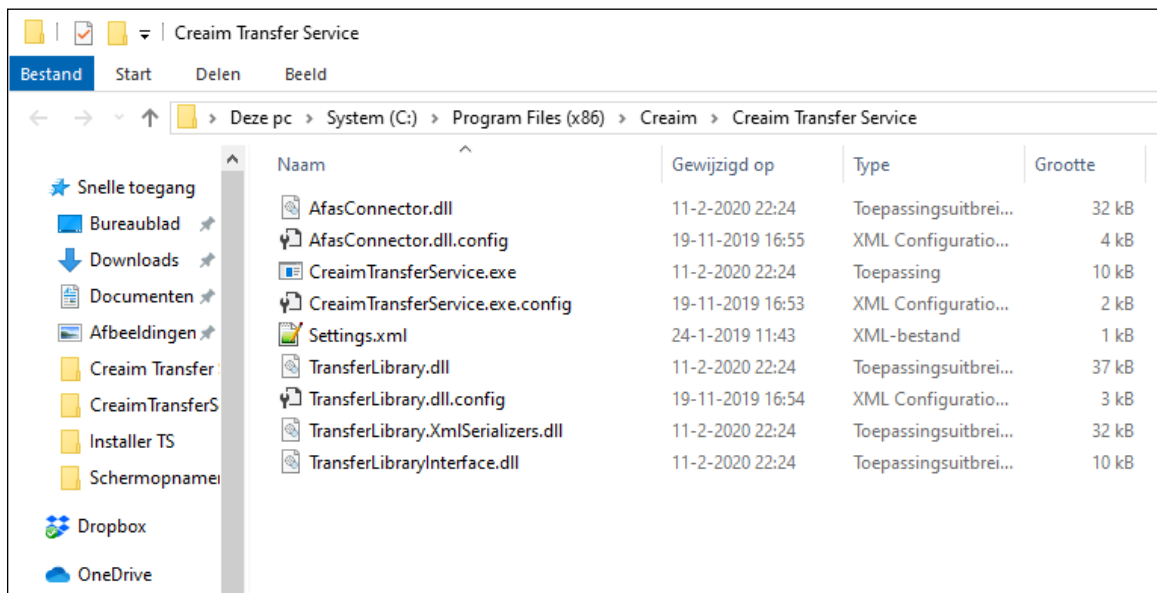 Creaim Transfer Service
Bestand Start Delen Beeld
Deze pc > System (C:) > Program Files (x86) > Creaim > Creaim Transfer Service
Naam Gewijzigd op Type Grootte
Snelle toegang
Bureaublad
Downloads
Documenten
Afbeeldingen
Creaim Transfer
CreaimTransferS
Installer TS
Schermopnamer
Dropbox
OneDrive
AfasConnector.dll 11-2-2020 22:24 Toepassingsuitbrei... 32 kB
AfasConnector.dll.config 19-11-2019 16:55 XML Configuratio... 4 kB
CreaimTransferService.exe 11-2-2020 22:24 Toepassing 10 kB
CreaimTransferService.exe.config 19-11-2019 16:53 XML Configuratio... 2 kB
Settings.xml 24-1-2019 11:43 XML-bestand 1 kB
TransferLibrary.dll 11-2-2020 22:24 Toepassingsuitbrei... 37 kB
TransferLibrary.dll.config 19-11-2019 16:54 XML Configuratio... 3 kB
TransferLibrary.XmlSerializers.dll 11-2-2020 22:24 Toepassingsuitbrei... 32 kB
TransferLibraryInterface.dll 11-2-2020 22:24 Toepassingsuitbrei... 10 kB